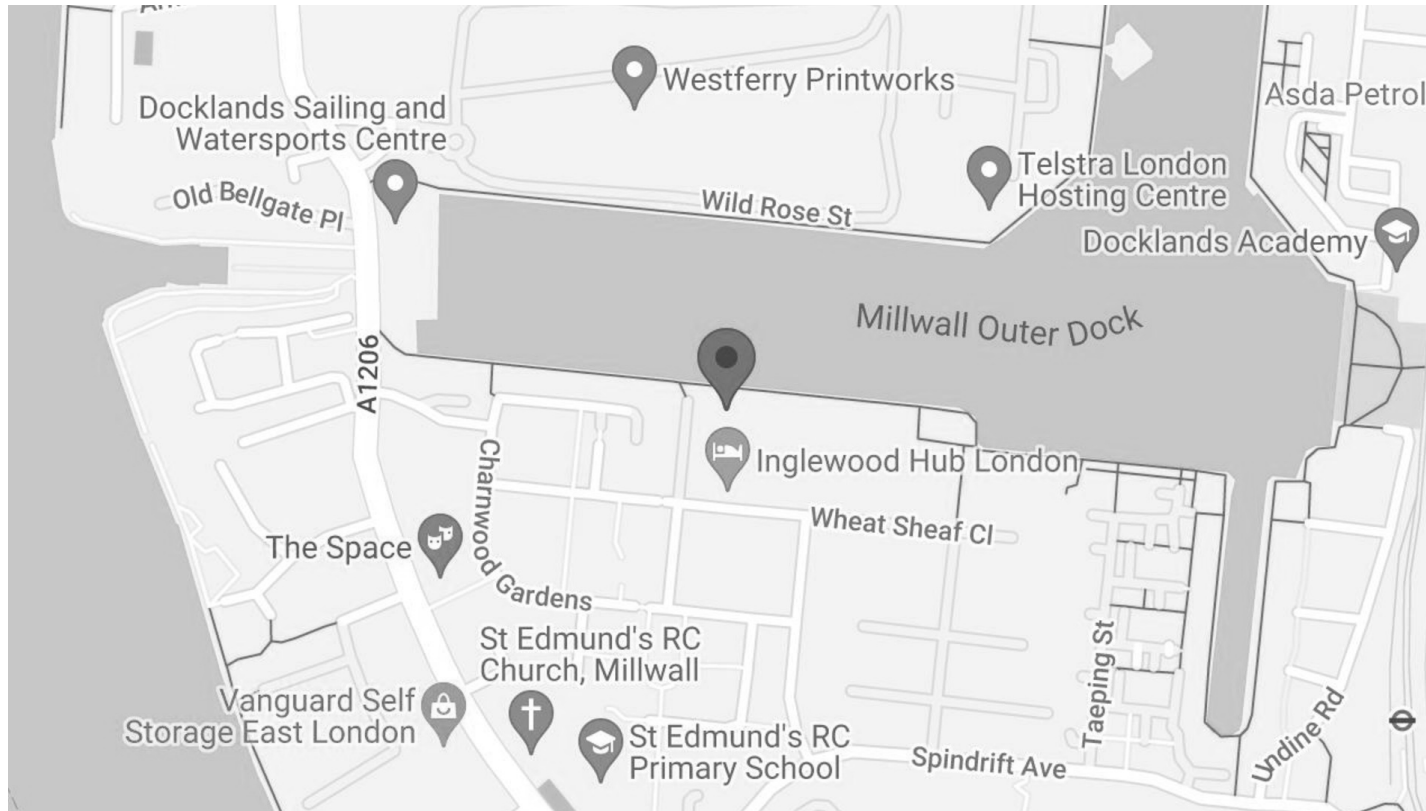 Westferry Printworks
Docklands Sailing and
Watersports Centre
Asda Petrol
Old Bellgate Pl
Wild Rose St
Telstra London
Hosting Centre
Docklands Academy
Millwall Outer Dock
A1206
Inglewood Hub London
Charnwood Gardens
Wheat Sheaf Cl
The Space
St Edmund's RC
Church, Millwall
Taeping St
Vanguard Self
Storage East London
St Edmund's RC
Primary School
Spindrift Ave
Undine Rd